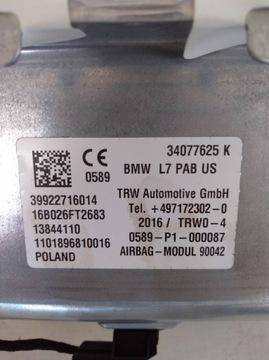 34077625 K
CE
0589
BMW L7 PAB US
39922716014
TRW Automotive GmbH
16B026FT2683
Tel. +497172302-0
13844110
2016 / TRW0-4
1101896810016
0589-P1-000087
POLAND
AIRBAG-MODUL 90042